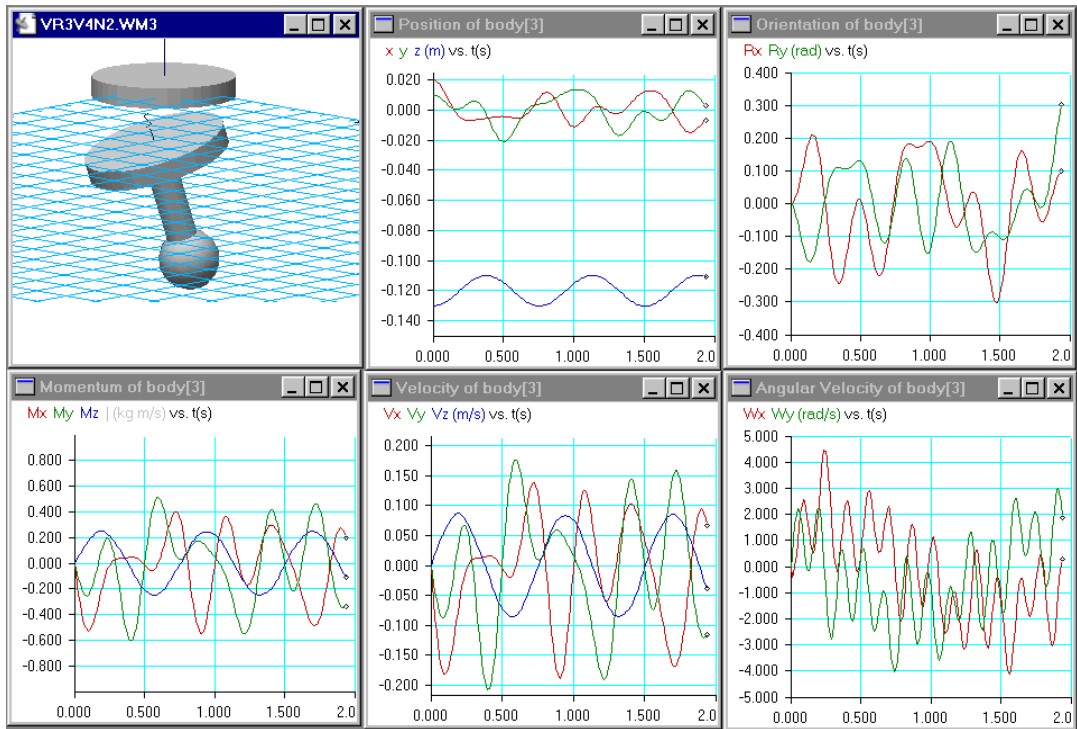 VR3V4N2.WM3
Position of body[3]
x y z (m) vs. t(s)
0.020
0.000
-0.020
-0.040
-0.060
-0.080
-0.100
-0.120
-0.140
0.000 0.500 1.000 1.500 2.0
Orientation of body[3]
Rx Ry (rad) vs. t(s)
0.400
0.300
0.200
0.100
0.000
-0.100
-0.200
-0.300
-0.400
0.000 0.500 1.000 1.500 2.0
Momentum of body[3]
Mx My Mz | (kg m/s) vs. t(s)
0.800
0.600
0.400
0.200
0.000
-0.200
-0.400
-0.600
-0.800
0.000 0.500 1.000 1.500 2.0
Velocity of body[3]
Vx Vy Vz (m/s) vs. t(s)
0.200
0.150
0.100
0.050
0.000
-0.050
-0.100
-0.150
-0.200
0.000 0.500 1.000 1.500 2.0
Angular Velocity of body[3]
Wx Wy (rad/s) vs. t(s)
5.000
4.000
3.000
2.000
1.000
0.000
-1.000
-2.000
-3.000
-4.000
-5.000
0.000 0.500 1.000 1.500 2.0